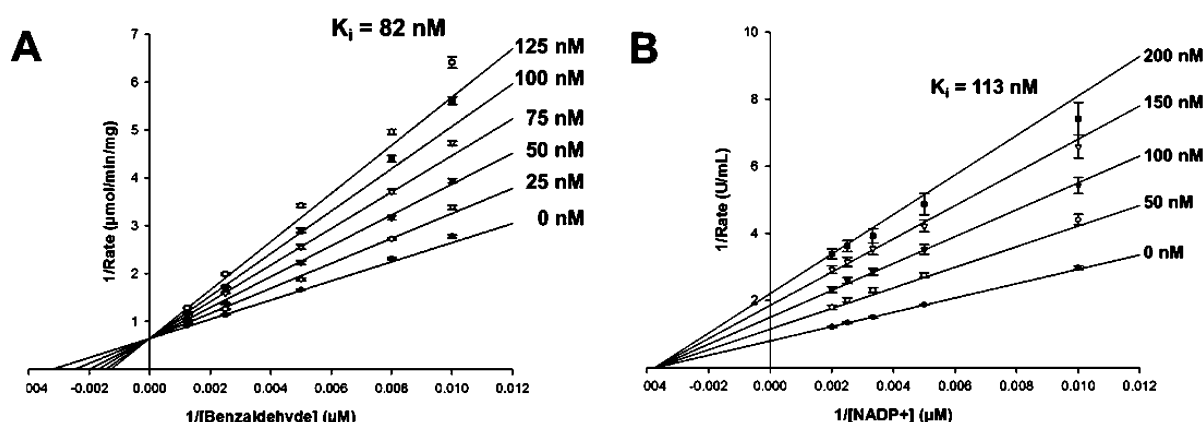 A
Kᵢ = 82 nM
125 nM
100 nM
75 nM
50 nM
25 nM
0 nM
1/Rate (µmol/min/mg)
7
6
5
4
3
2
1
004
-0.002
0.000
0.002
0.004
0.006
0.008
0.010
0.012
1/[Benzaldehyde] (µM)
B
Kᵢ = 113 nM
200 nM
150 nM
100 nM
50 nM
0 nM
1/Rate (U/mL)
10
8
6
4
2
004
-0.002
0.000
0.002
0.004
0.006
0.008
0.010
0.012
1/[NADP+] (µM)